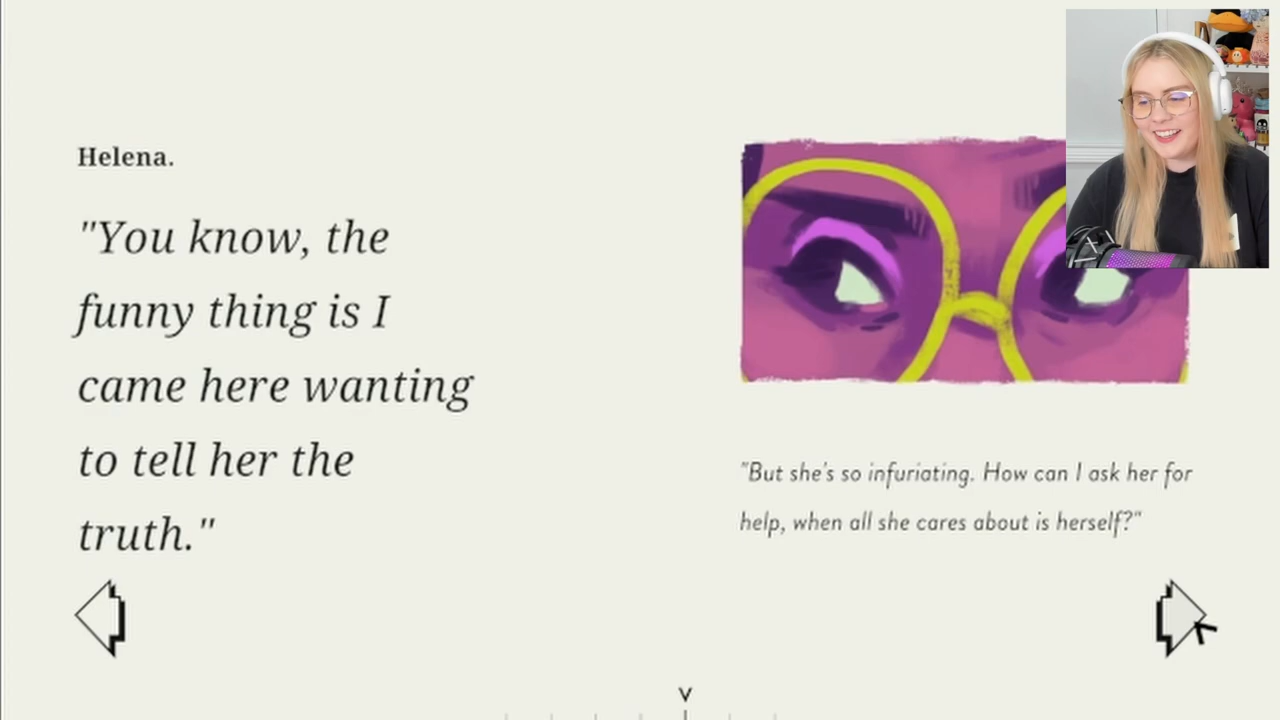 Helena.
"You know, the
funny thing is I
came here wanting
to tell her the
truth."
"But she's so infuriating. How can I ask her for
help, when all she cares about is herself?"